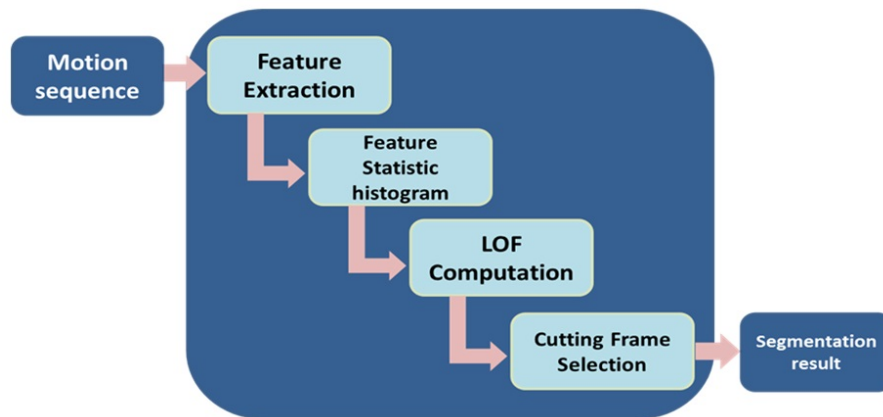 Motion
sequence
Feature
Extraction
Feature
Statistic
histogram
LOF
Computation
Cutting Frame
Selection
Segmentation
result